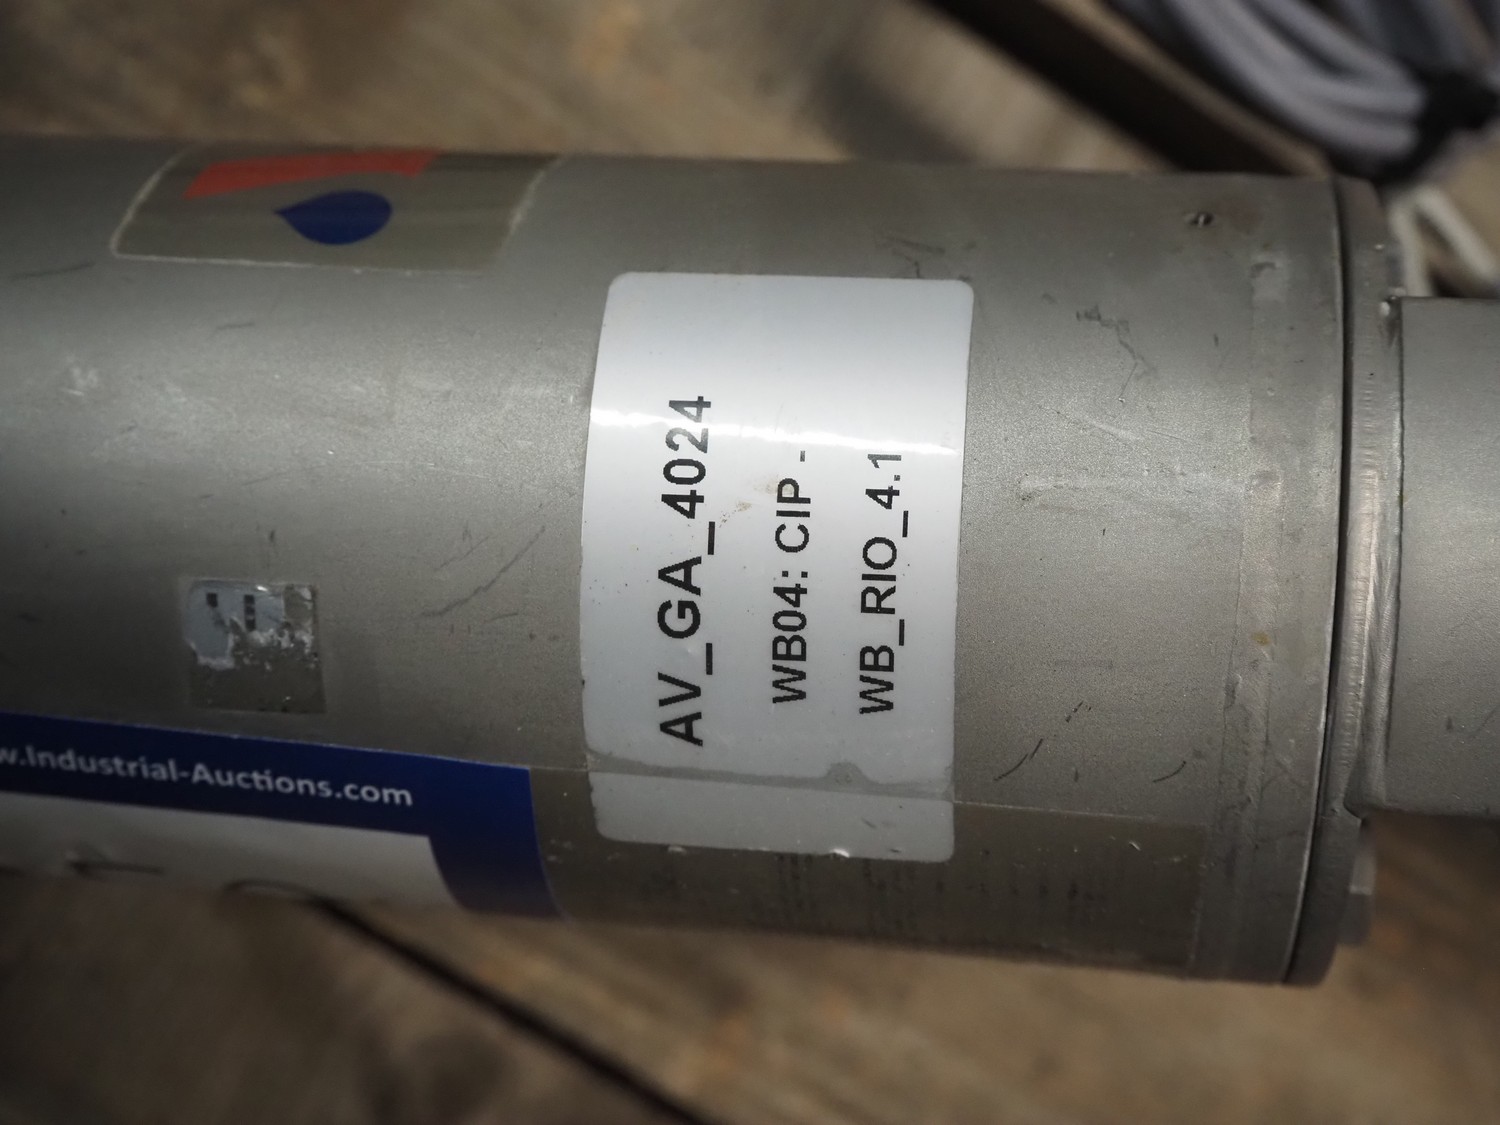 AV_GA_4024
WB04: CIP -
WB_RIO_4.1
w.Industrial-Auctions.com